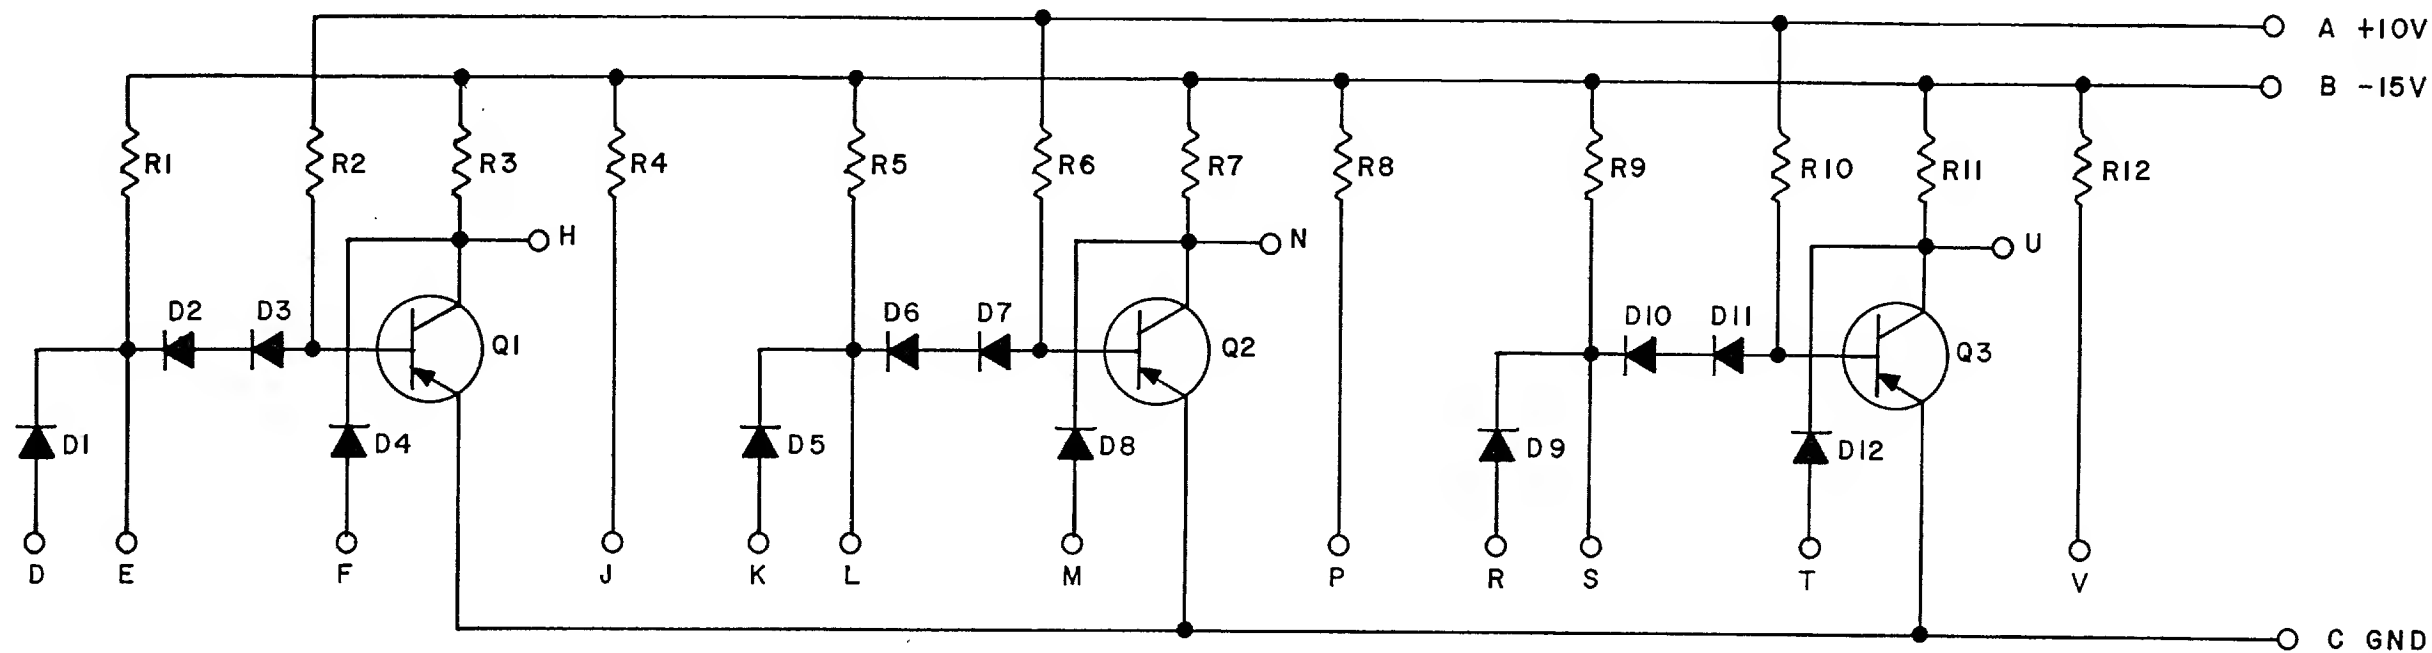 A +10V
B -15V
R1 R2 R3 R4 R5 R6 R7 R8 R9 R10 R11 R12
H N U
D2 D3 Q1 D6 D7 Q2 D10 D11 Q3
D1 D4 D5 D8 D9 D12
D E F J K L M P R S T V
C GND